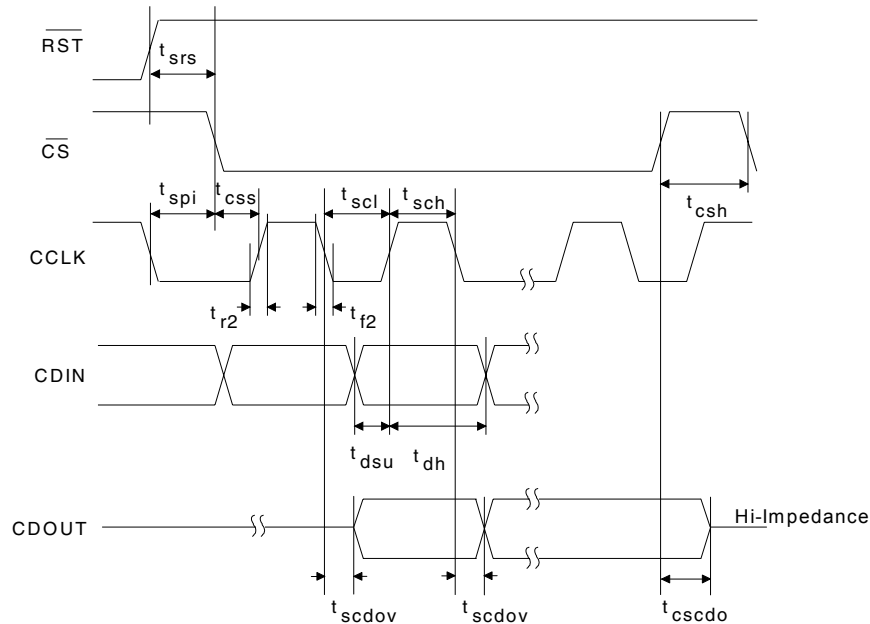 RST
t srs
CS
t spi
t css
t scl
t sch
t csh
CCLK
t r2
t f2
CDIN
t dsu
t dh
CDOUT
Hi-Impedance
t scdov
t scdov
t cscdo